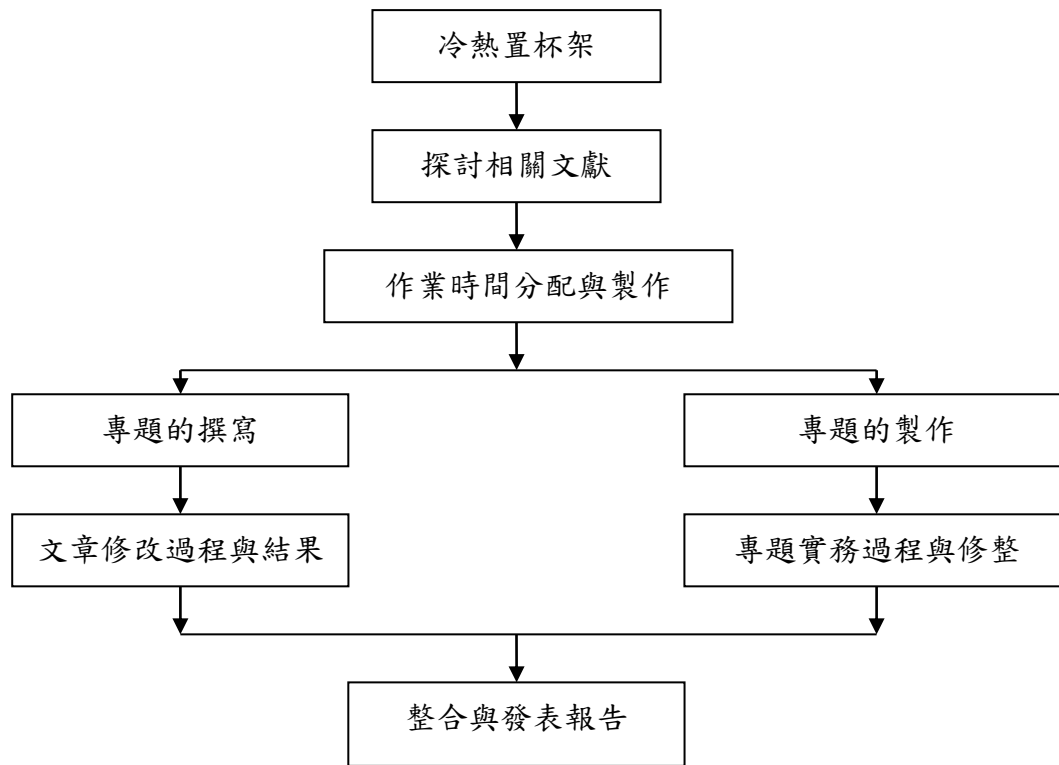 冷熱置杯架
探討相關文獻
作業時間分配與製作
專題的撰寫
專題的製作
文章修改過程與結果
專題實務過程與修整
整合與發表報告